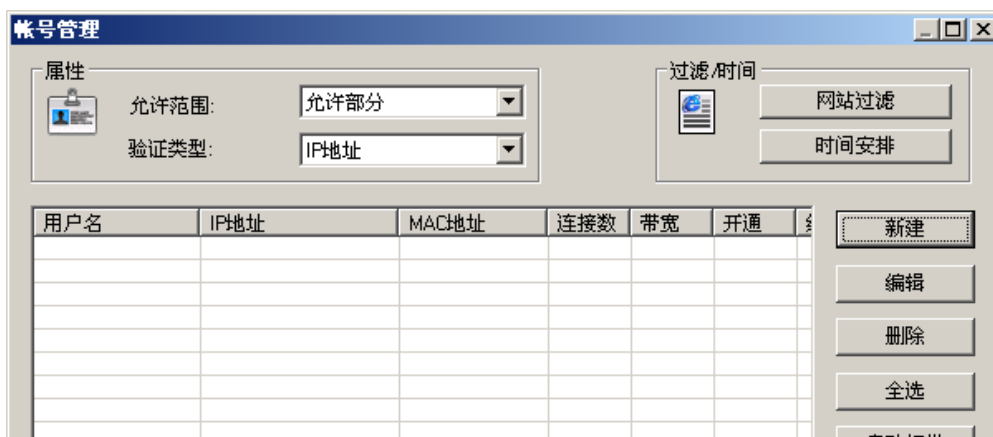 帐号管理
属性
允许范围:
允许部分
验证类型:
IP地址
过滤/时间
网站过滤
时间安排
用户名 IP地址 MAC地址 连接数 带宽 开通
新建
编辑
删除
全选